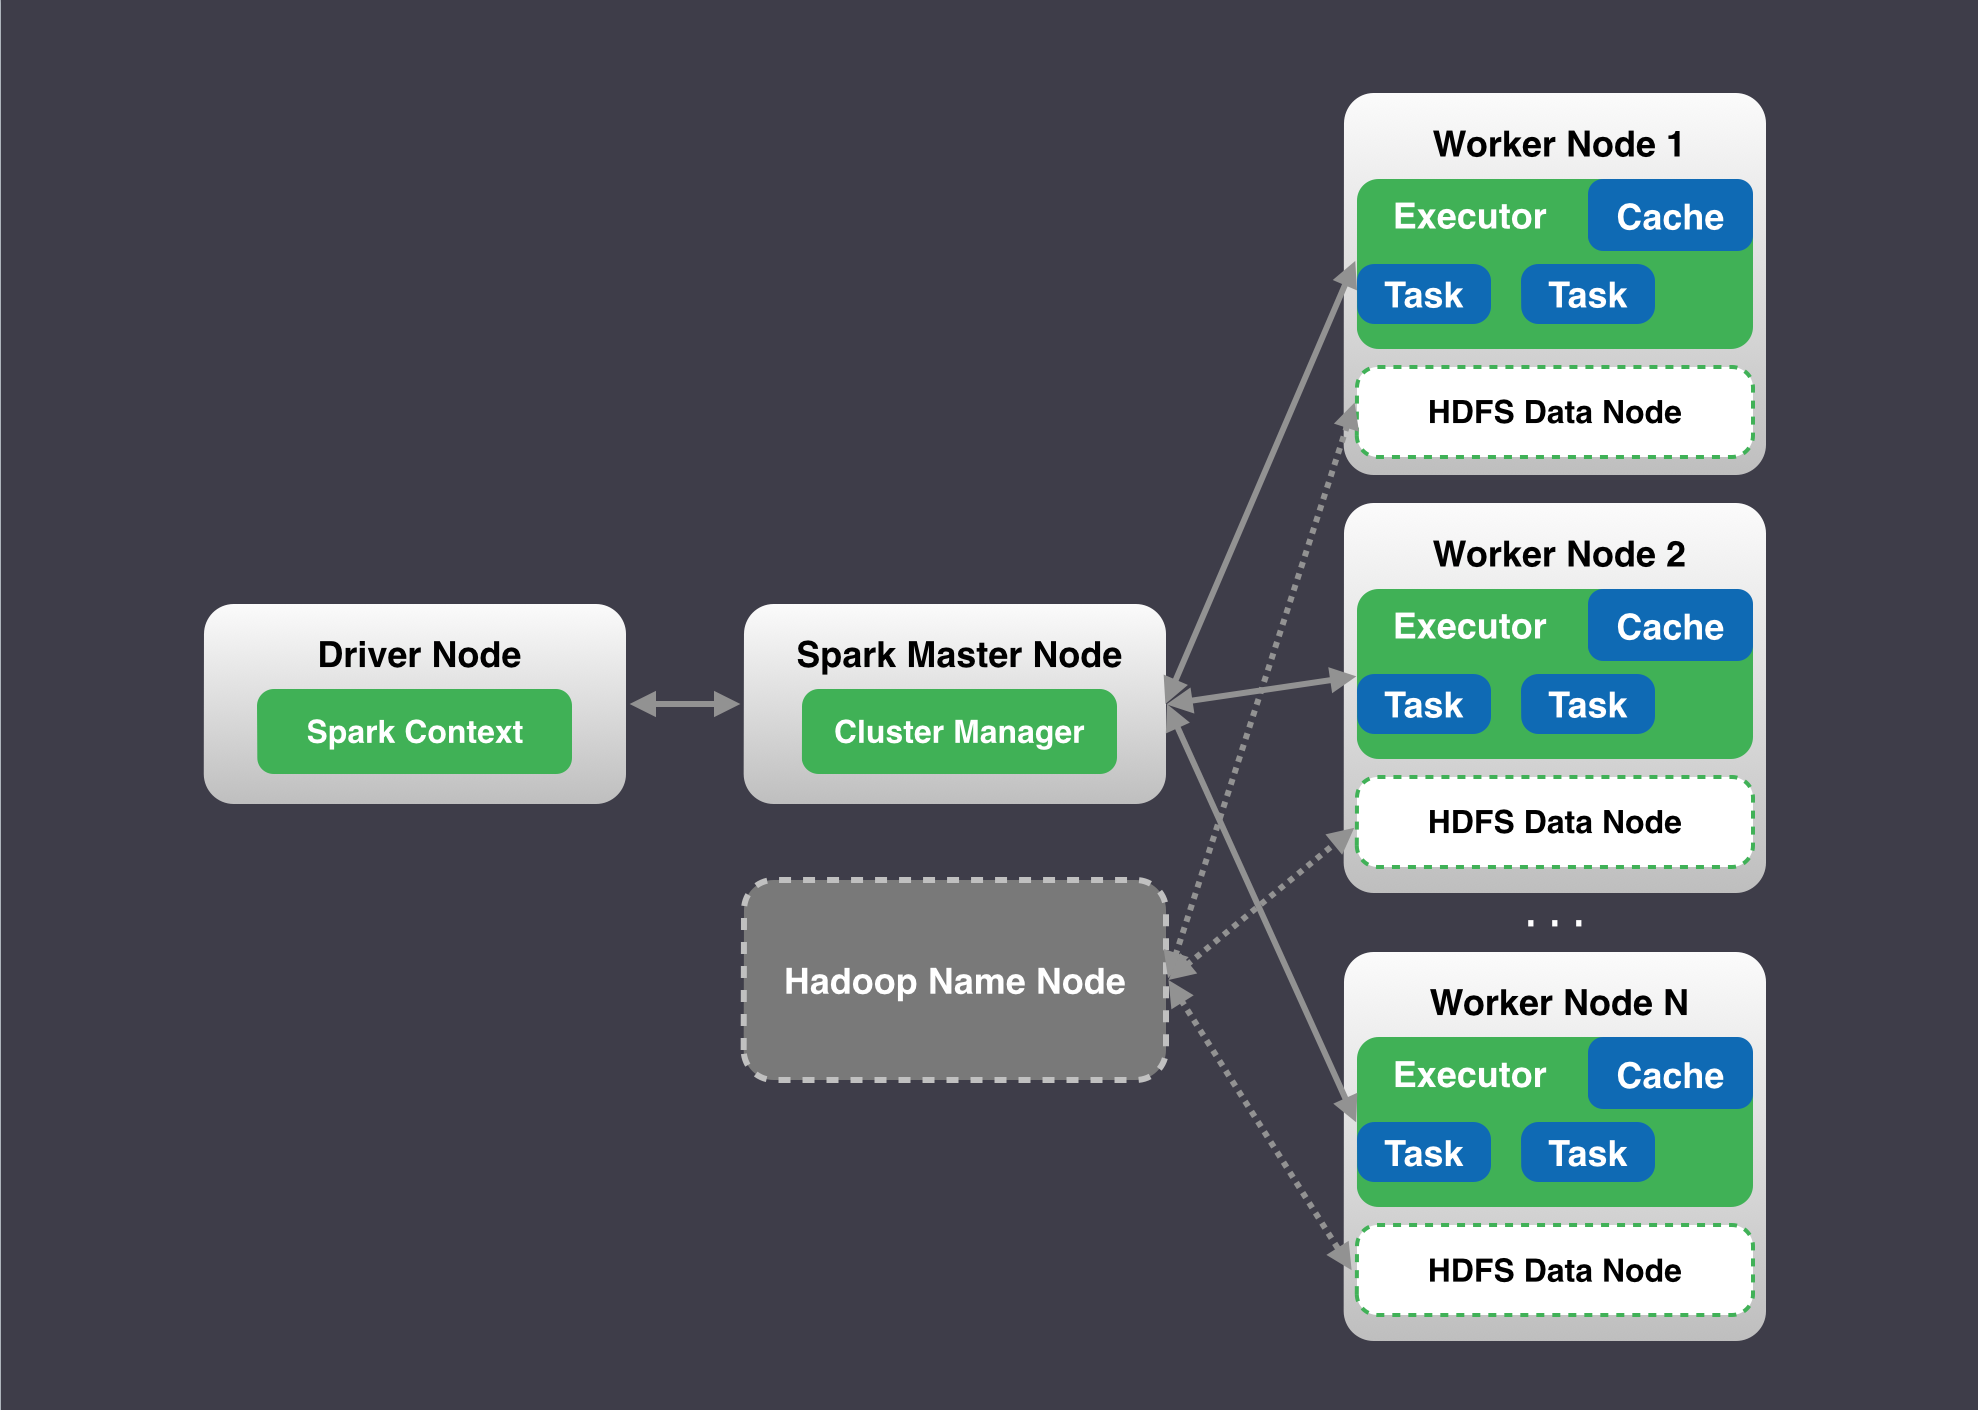 Driver Node
Spark Context
Spark Master Node
Cluster Manager
Hadoop Name Node
Worker Node 1
Executor
Cache
Task
Task
HDFS Data Node
Worker Node 2
Executor
Cache
Task
Task
HDFS Data Node
. . .
Worker Node N
Executor
Cache
Task
Task
HDFS Data Node